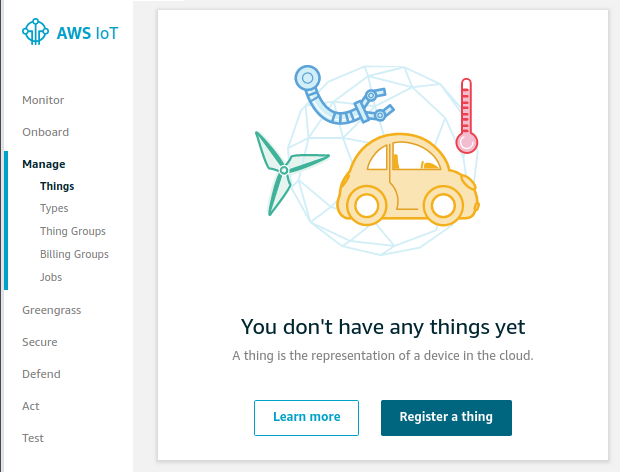 AWS IoT
Monitor
Onboard
Manage
Things
Types
Thing Groups
Billing Groups
Jobs
Greengrass
Secure
Defend
Act
Test
You don't have any things yet
A thing is the representation of a device in the cloud.
Learn more
Register a thing